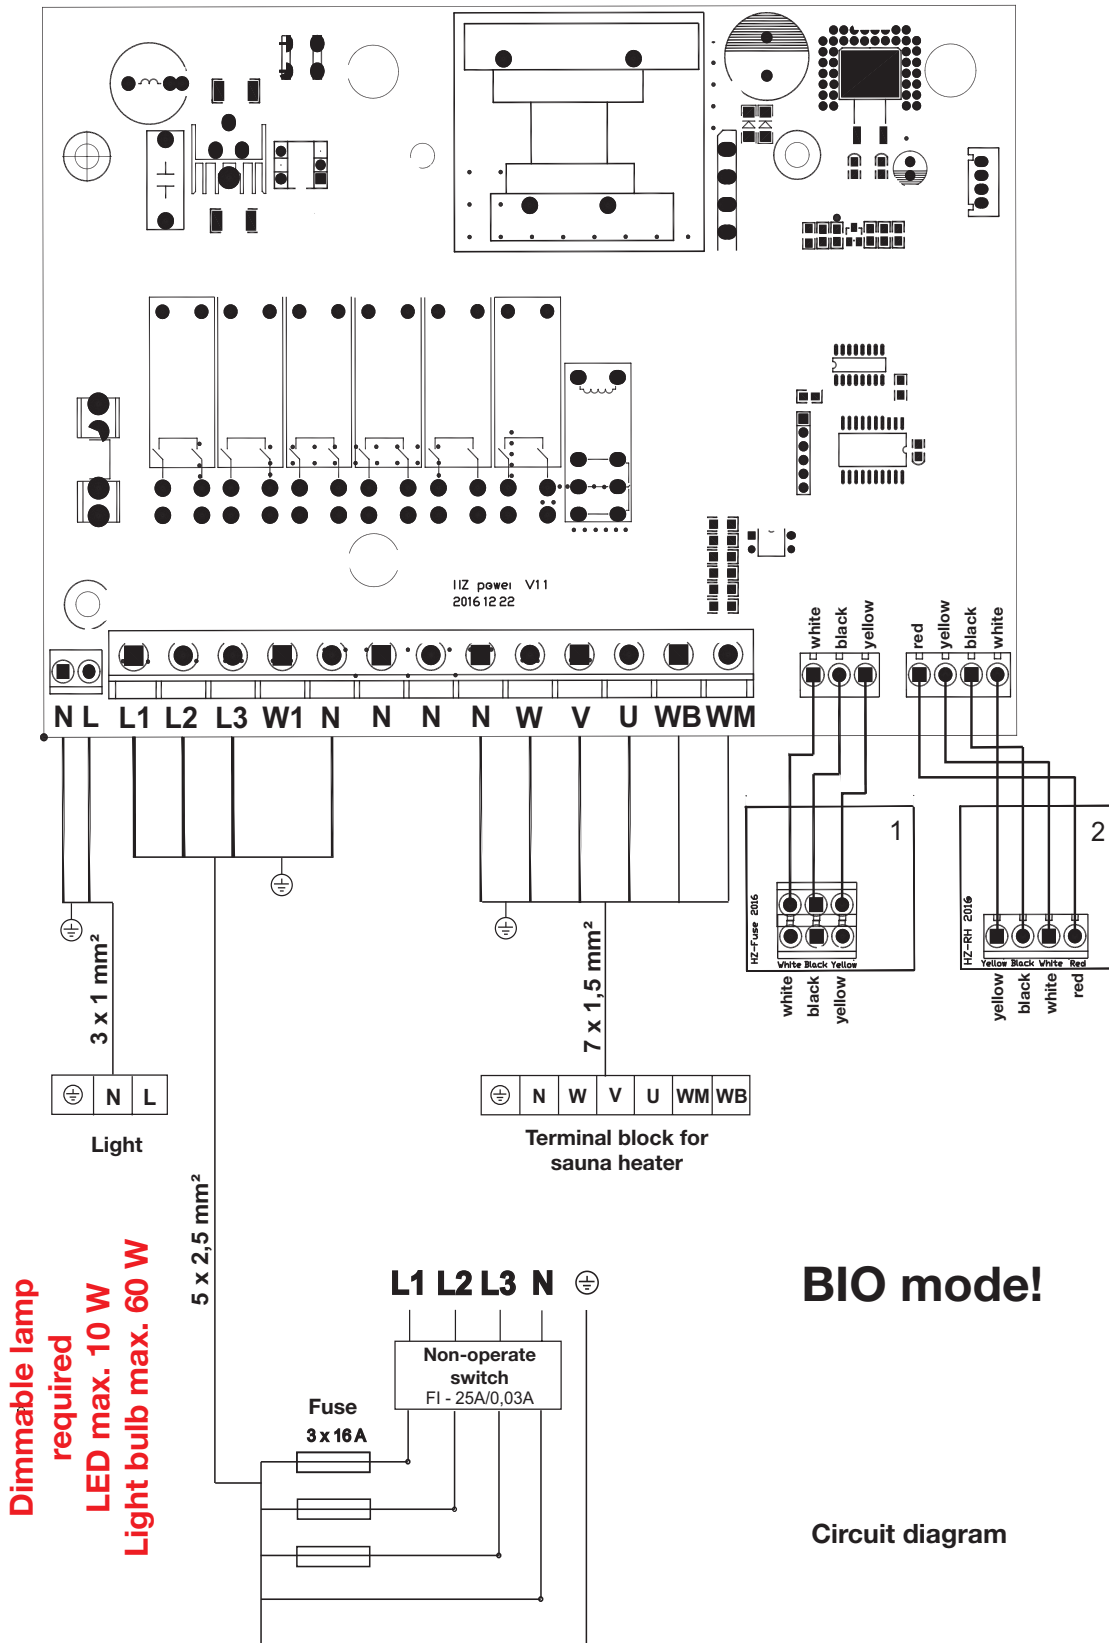 IIZ power V11
2016 12 22
white
black
yellow
red
yellow
black
white
N L L1 L2 L3 W1 N N N N W V U WB WM
1
2
HZ-Fuse 2016
White Black Yellow
white
black
yellow
HZ-RH 2016
Yellow Black White Red
yellow
black
white
red
3 x 1 mm²
7 x 1,5 mm²
N L
Light
N W V U WM WB
Terminal block for
sauna heater
5 x 2,5 mm²
L1 L2 L3 N
BIO mode!
Non-operate
switch
FI - 25A/0,03A
Fuse
3 x 16 A
Dimmable lamp
required
LED max. 10 W
Light bulb max. 60 W
Circuit diagram